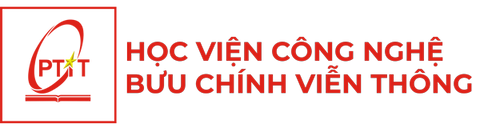 PTIT
HỌC VIỆN CÔNG NGHỆ
BƯU CHÍNH VIỄN THÔNG